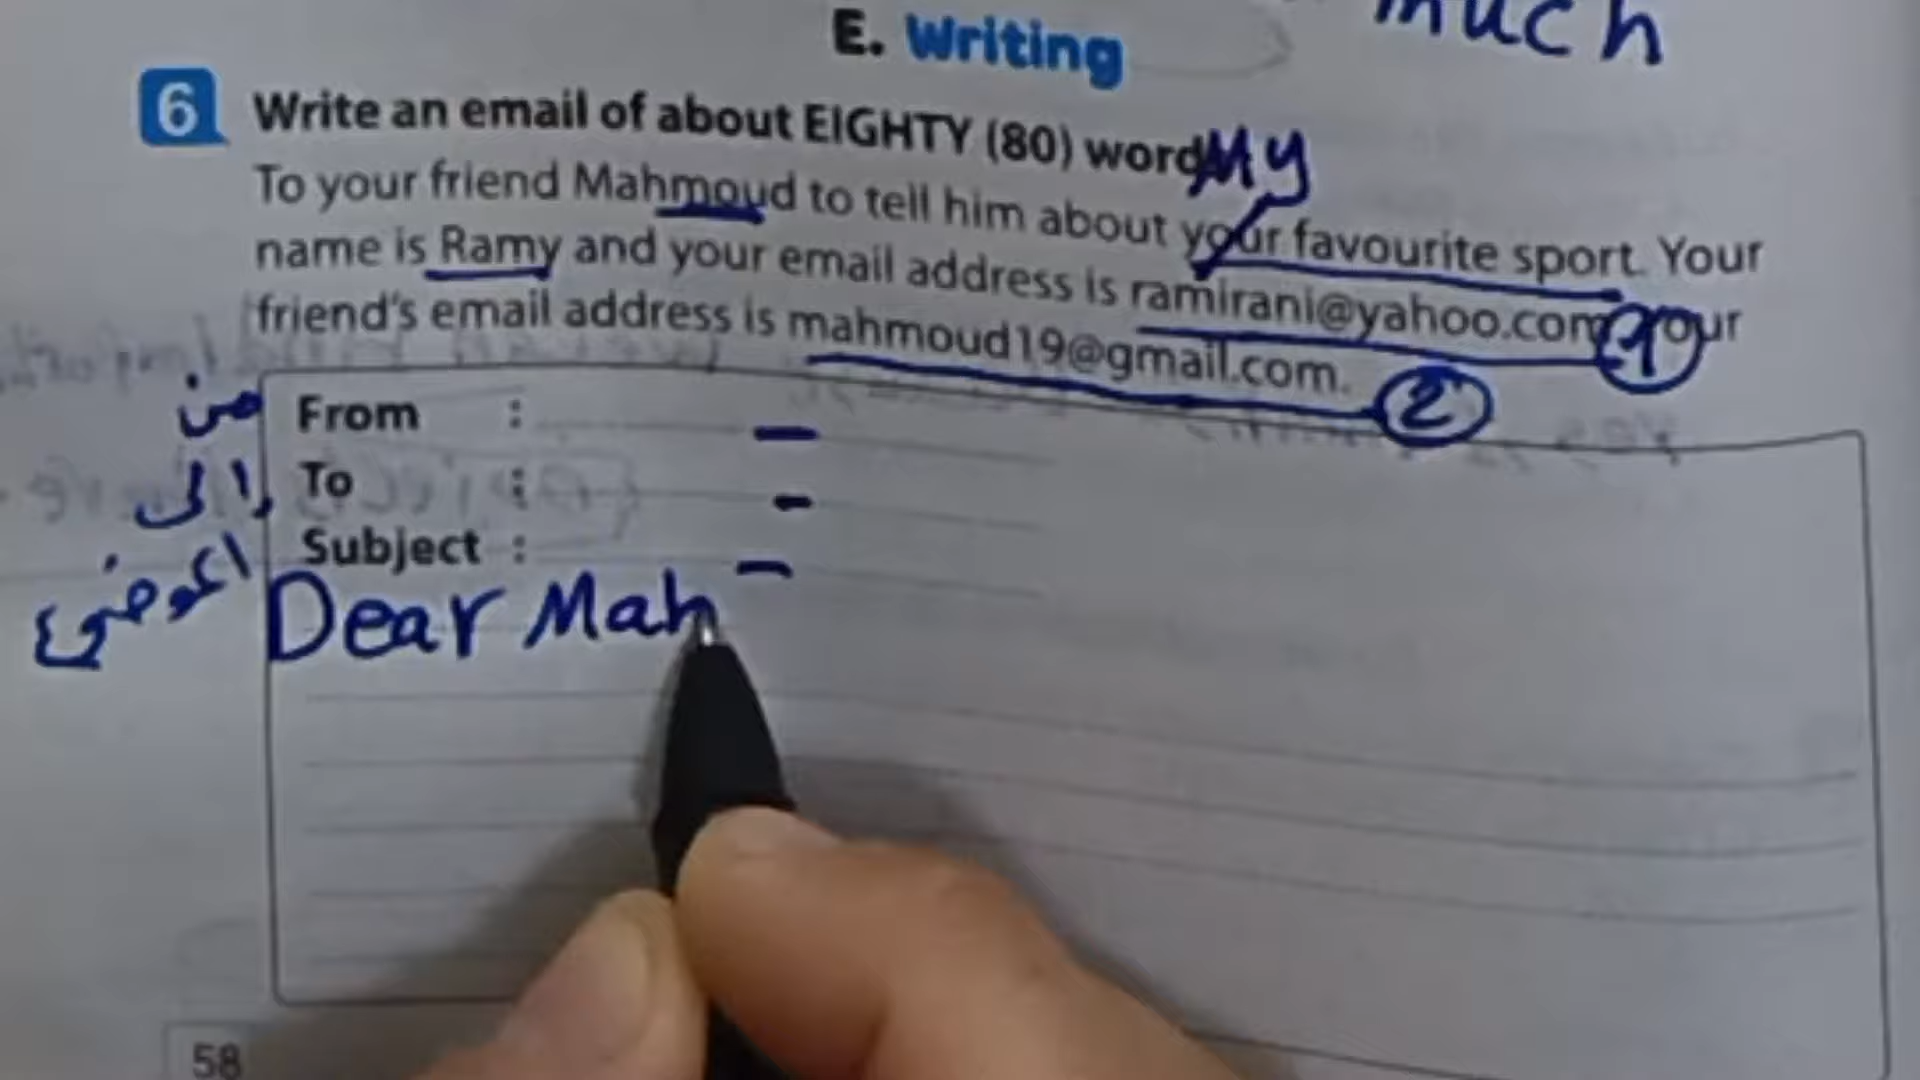 much
E. Writing
6 Write an email of about EIGHTY (80) word
My
To your friend Mahmoud to tell him about your favourite sport. Your
name is Ramy and your email address is ramirani@yahoo.com. Your
1
friend's email address is mahmoud19@gmail.com.
2
من From :
إلى To :
الموضوع Subject :
Dear Mah
58